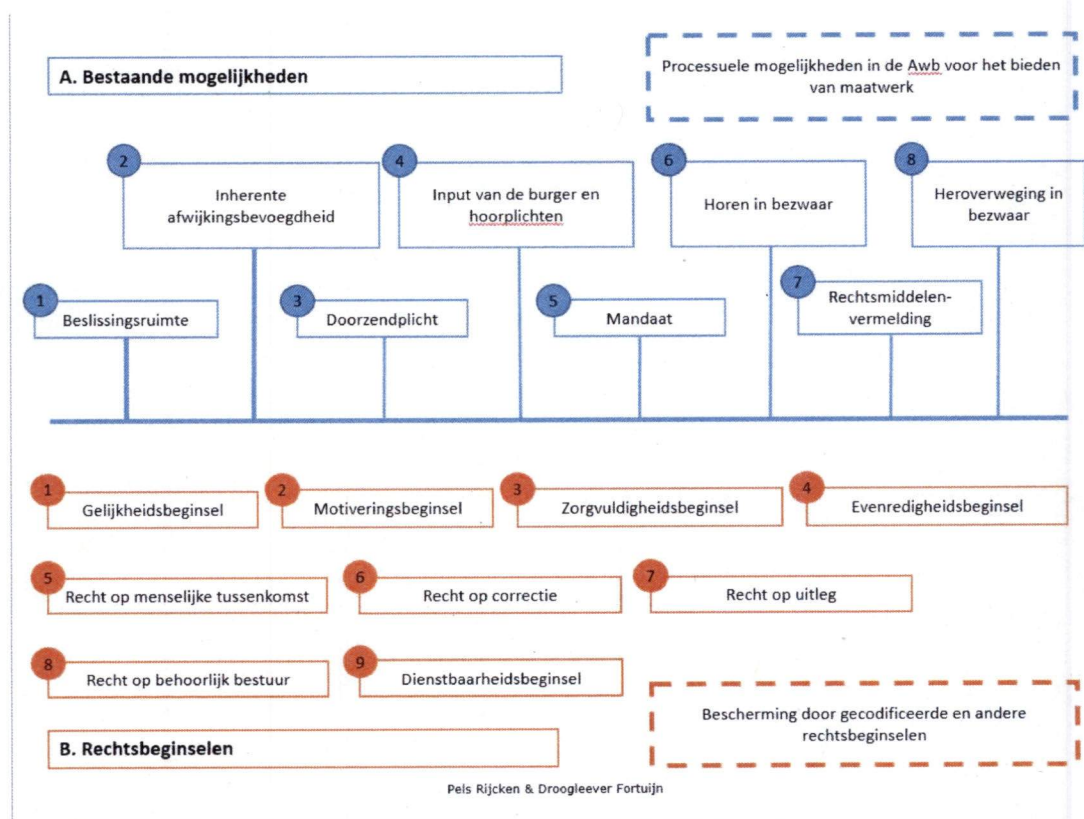 A. Bestaande mogelijkheden
Processuele mogelijkheden in de Awb voor het bieden
van maatwerk
2
Inherente
afwijkingsbevoegdheid
4
Input van de burger en
hoorplichten
6
Horen in bezwaar
8
Heroverweging in
bezwaar
1
Beslissingsruimte
3
Doorzendplicht
5
Mandaat
7
Rechtsmiddelen-
vermelding
1
Gelijkheidsbeginsel
2
Motiveringsbeginsel
3
Zorgvuldigheidsbeginsel
4
Evenredigheidsbeginsel
5
Recht op menselijke tussenkomst
6
Recht op correctie
7
Recht op uitleg
8
Recht op behoorlijk bestuur
9
Dienstbaarheidsbeginsel
Bescherming door gecodificeerde en andere
rechtsbeginselen
B. Rechtsbeginselen
Pels Rijcken & Droogleever Fortuijn